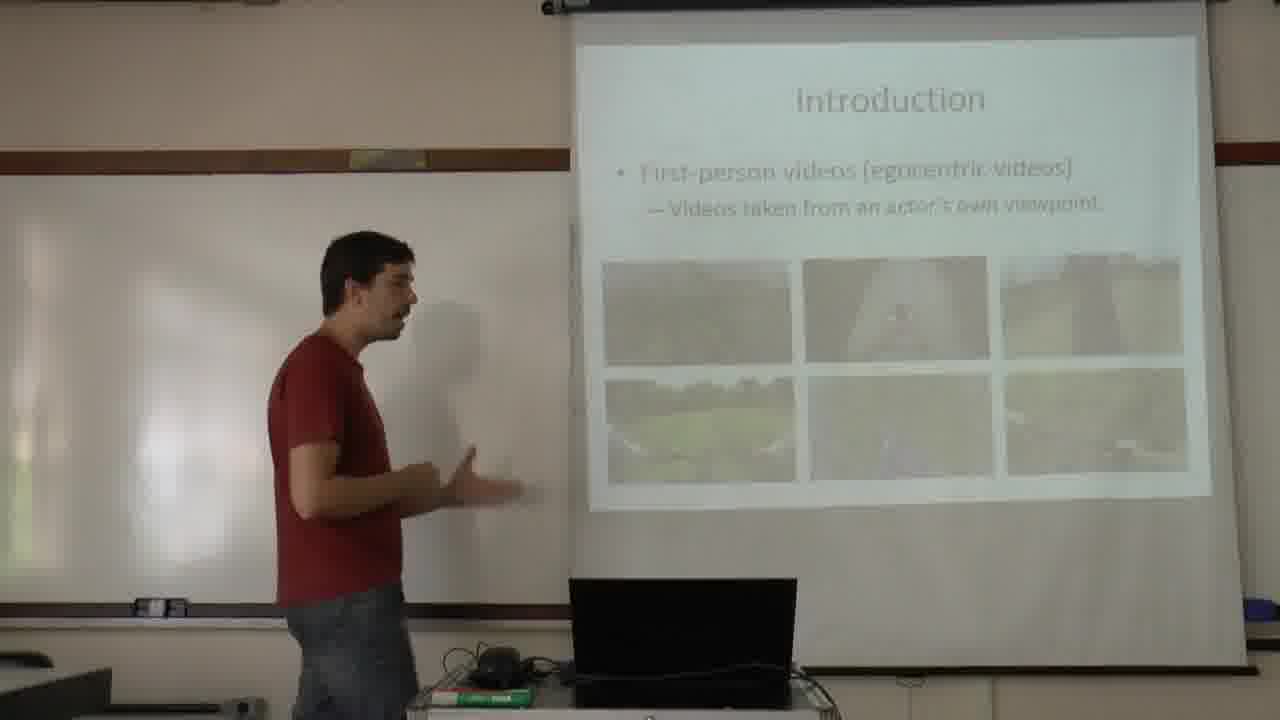 Introduction
• First-person videos (egocentric videos)
– Videos taken from an actor's own viewpoint.